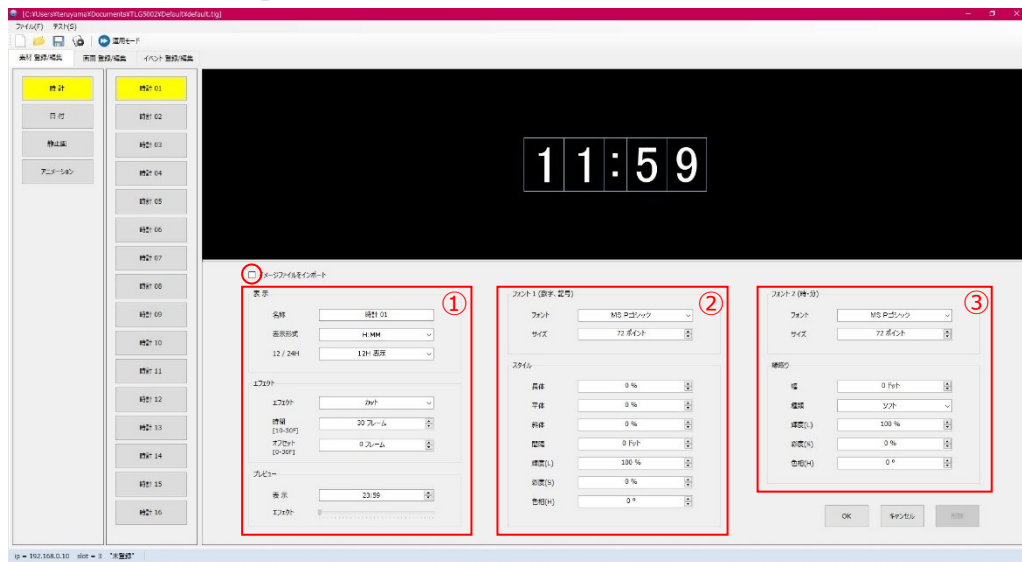 [C:¥Users¥teruyama¥Documents¥TLG5002¥Default¥default.tlg]
ファイル(F) テスト(S)
運用モード
素材 登録/編集 画面 登録/編集 イベント 登録/編集
時 計
日 付
静止画
アニメーション
時計 01
時計 02
時計 03
時計 04
時計 05
時計 06
時計 07
時計 08
時計 09
時計 10
時計 11
時計 12
時計 13
時計 14
時計 15
時計 16
11:59
イメージファイルをインポート
表 示
①
名称 時計 01
表示形式 H:MM
12 / 24H 12H 表示
エフェクト
エフェクト カット
時間 30 フレーム
[10-30F]
オフセット 0 フレーム
[0-30F]
プレビュー
表 示 23:59
エフェクト
フォント 1 (数字、記号)
②
フォント MS Pゴシック
サイズ 72 ポイント
スタイル
長体 0 %
平体 0 %
斜体 0 %
間隔 0 ドット
輝度(L) 100 %
彩度(S) 0 %
色相(H) 0 °
フォント 2 (時・分)
③
フォント MS Pゴシック
サイズ 72 ポイント
縁取り
幅 0 ドット
種類 ソフト
輝度(L) 100 %
彩度(S) 0 %
色相(H) 0 °
OK キャンセル 削除
ip = 192.168.0.10 slot = 3 "未登録"